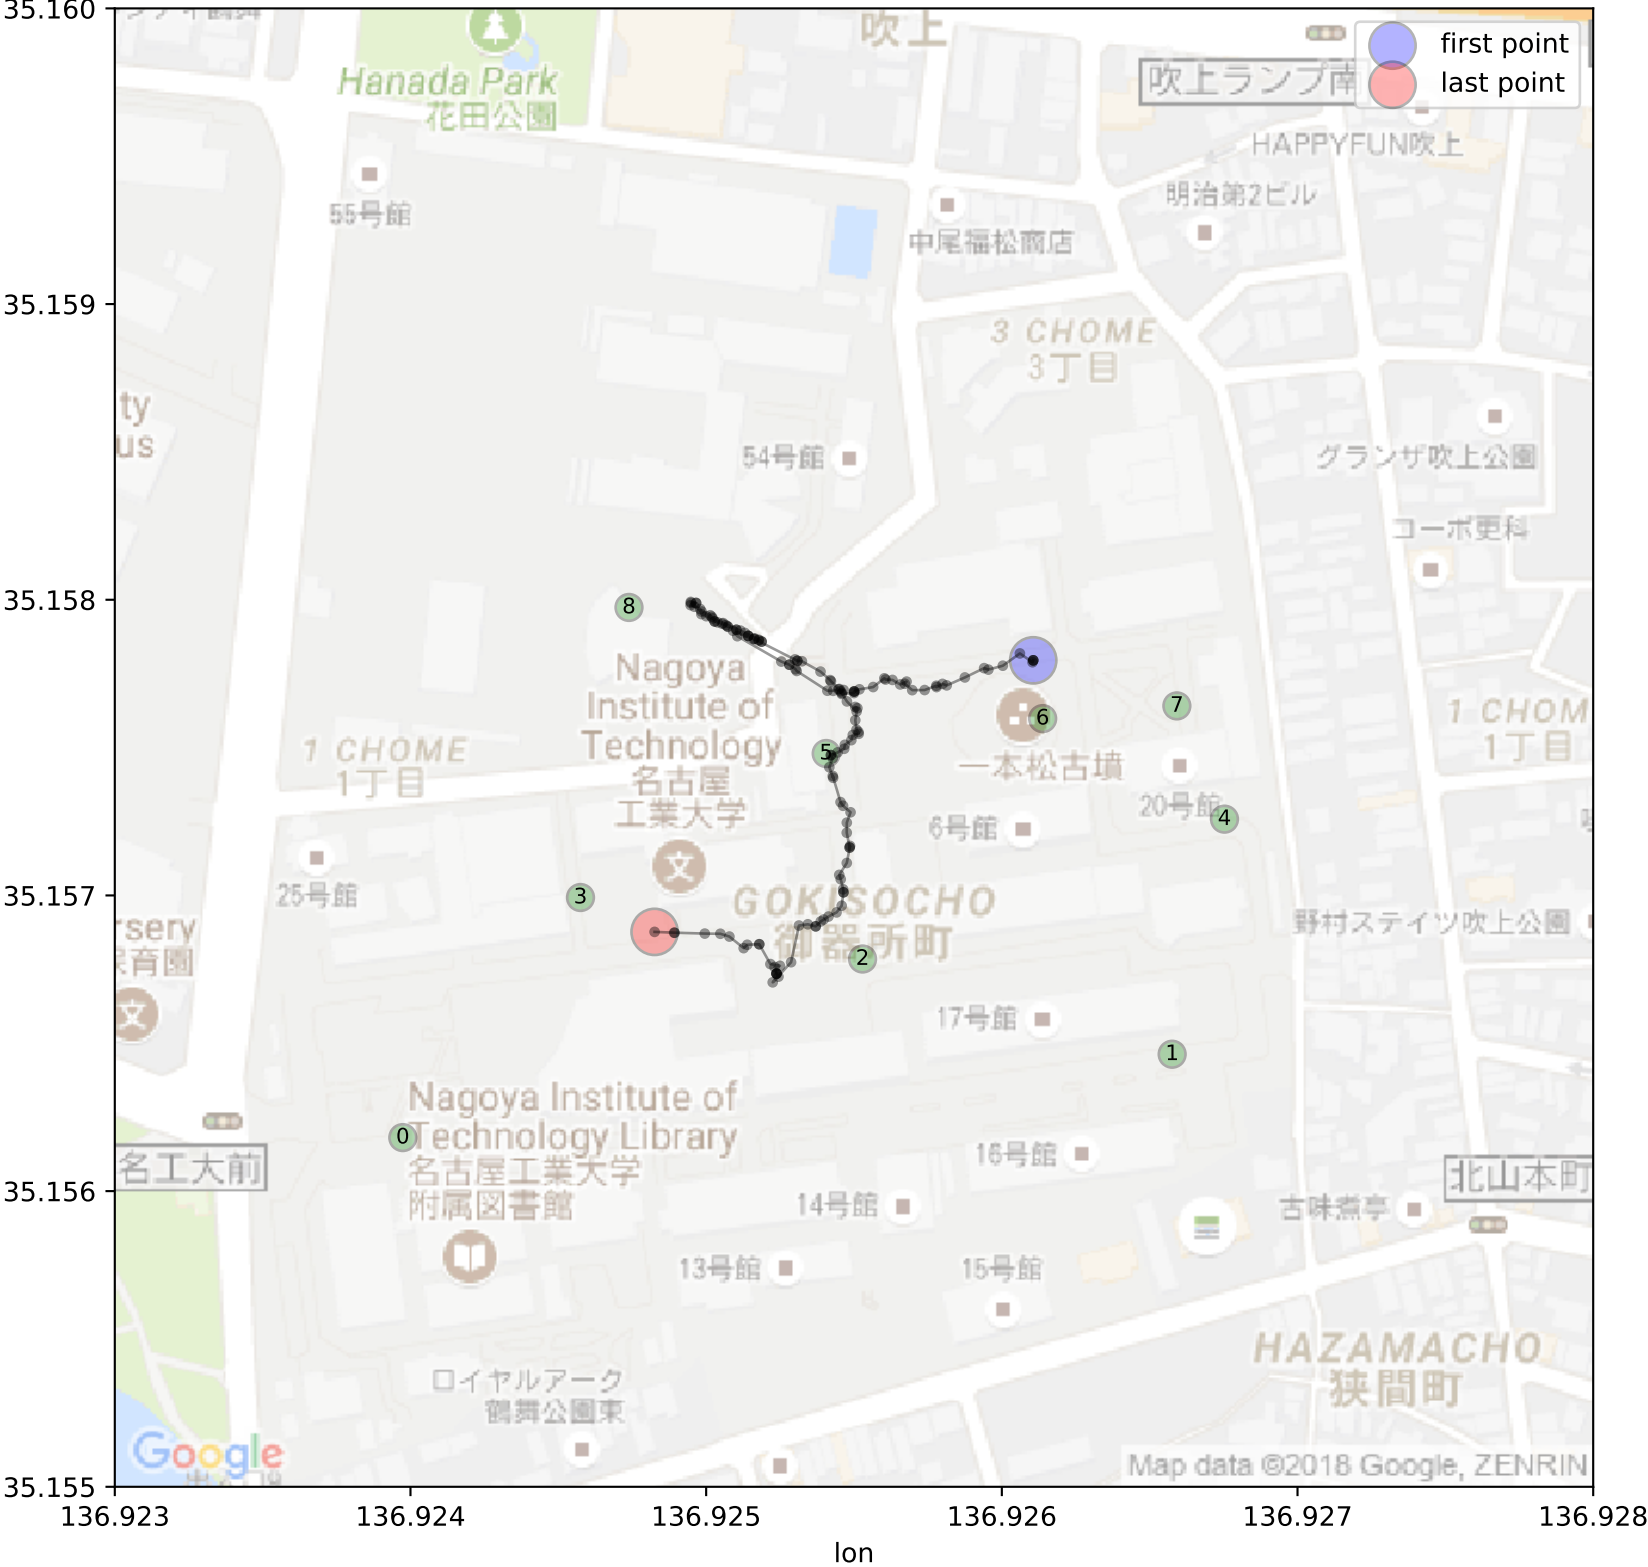 35.160
吹上
first point
last point
Hanada Park
花田公園
吹上ランプ南
HAPPYFUN吹上
55号館
明治第2ビル
中尾福松商店
35.159
3 CHOME
3丁目
ty
us
54号館
グランザ吹上公園
コーポ更科
35.158
8
Nagoya
Institute of
Technology
名古屋
工業大学
7
6
1 CHOM
1丁目
1 CHOME
1丁目
5
一本松古墳
20号館
4
6号館
25号館
35.157
3
GOKISOCHO
御器所町
野村ステイツ吹上公園
rsery
保育園
2
17号館
1
Nagoya Institute of
Technology Library
名古屋工業大学
附属図書館
0
名工大前
16号館
北山本町
35.156
14号館
古味煮亭
13号館
15号館
HAZAMACHO
狭間町
ロイヤルアーク
鶴舞公園東
Google
Map data ©2018 Google, ZENRIN
35.155
136.923
136.924
136.925
136.926
136.927
136.928
lon